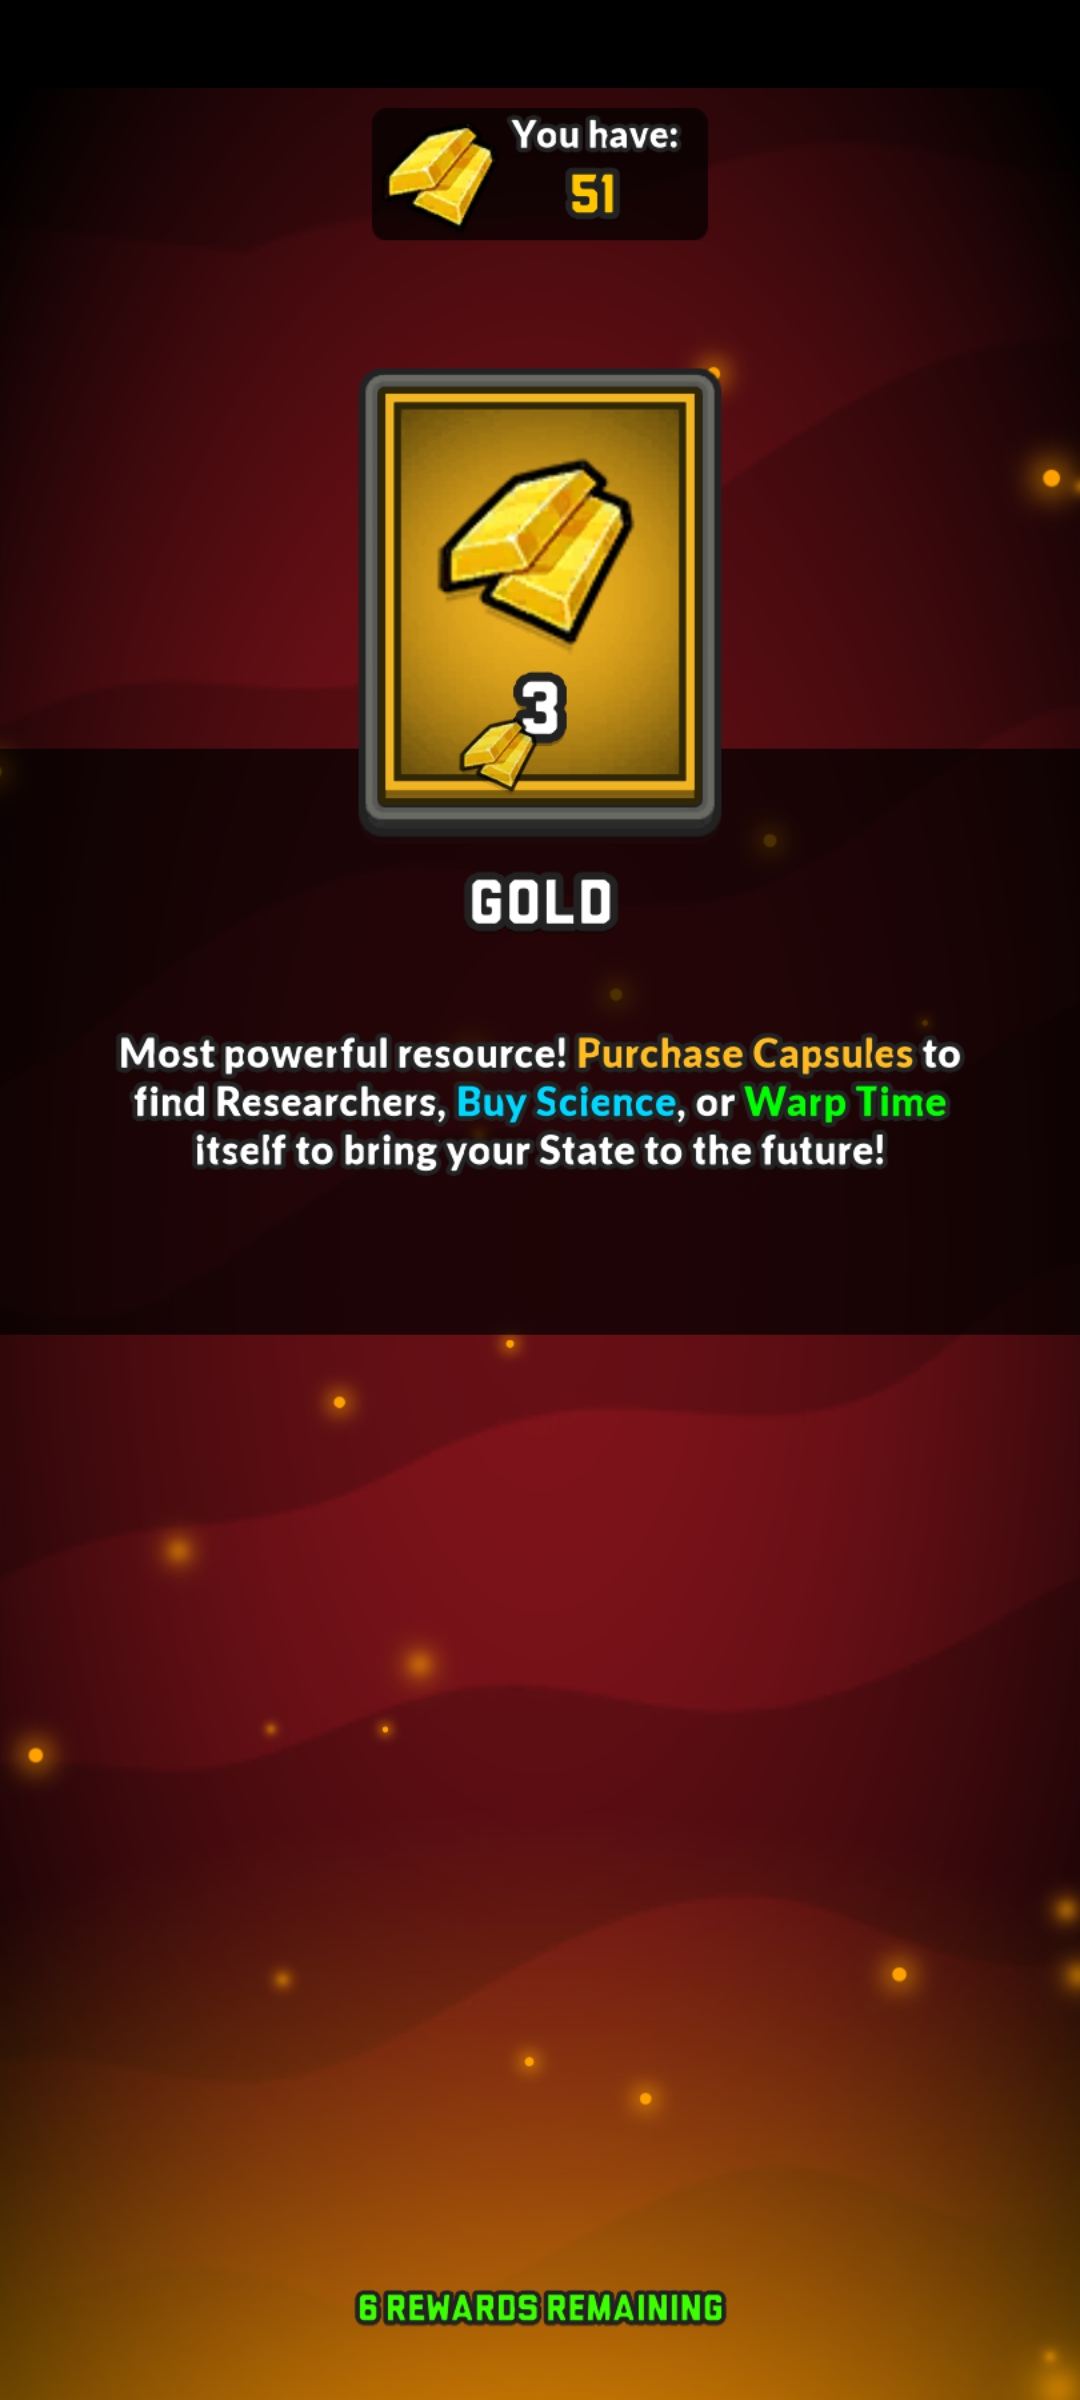 You have:
51
3
GOLD
Most powerful resource! Purchase Capsules to
find Researchers, Buy Science, or Warp Time
itself to bring your State to the future!
6 REWARDS REMAINING